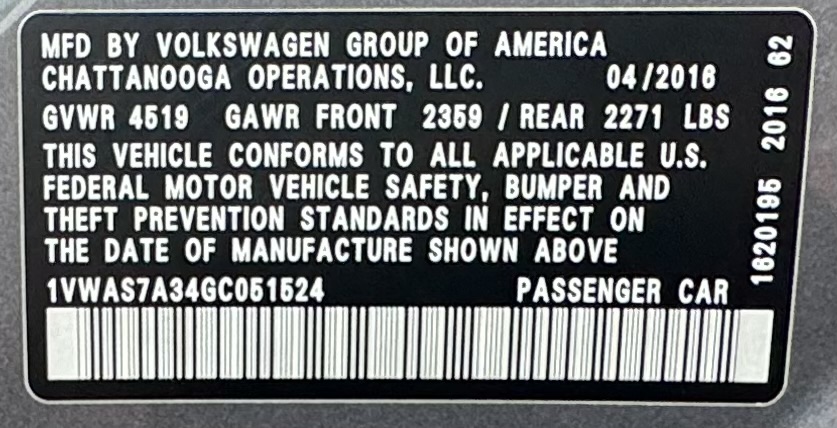 MFD BY VOLKSWAGEN GROUP OF AMERICA
CHATTANOOGA OPERATIONS, LLC. 04/2016
GVWR 4519 GAWR FRONT 2359 / REAR 2271 LBS
THIS VEHICLE CONFORMS TO ALL APPLICABLE U.S.
FEDERAL MOTOR VEHICLE SAFETY, BUMPER AND
THEFT PREVENTION STANDARDS IN EFFECT ON
THE DATE OF MANUFACTURE SHOWN ABOVE
1VWAS7A34GC051524 PASSENGER CAR
1620195 2016 62